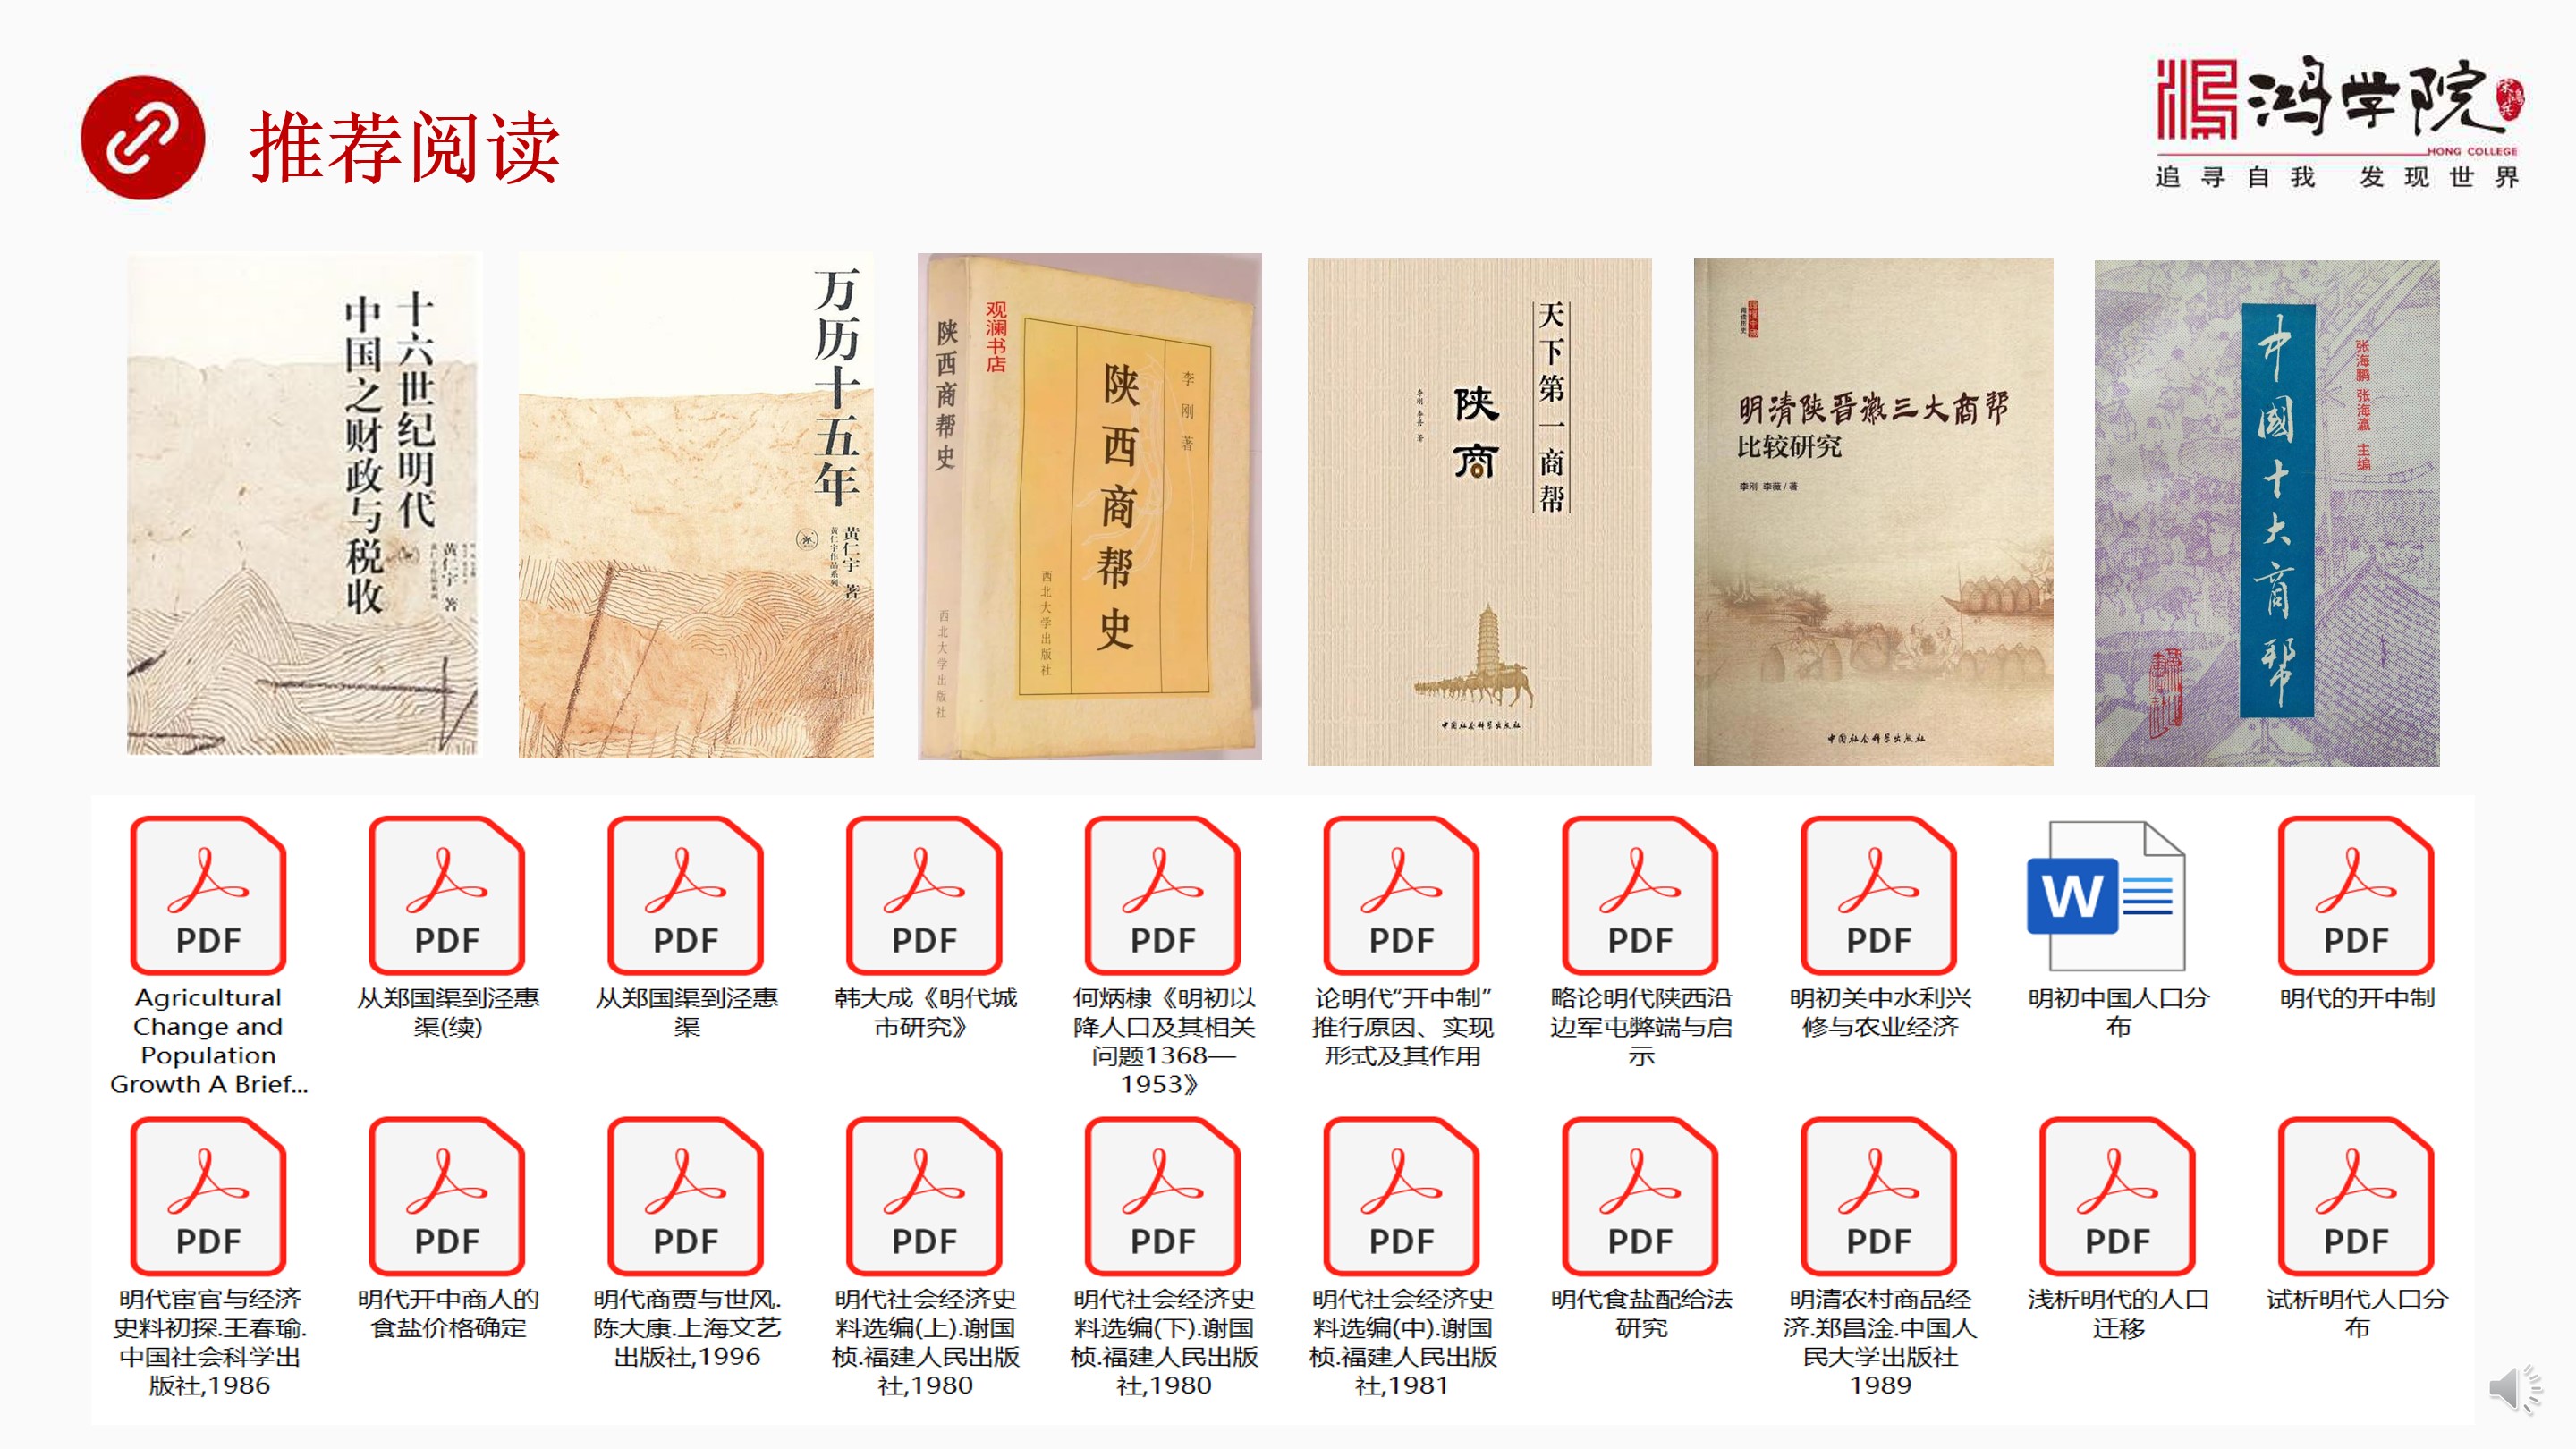 推荐阅读
鸿学院
HONG COLLEGE
追寻自我 发现世界
十六世纪明代
中国之财政与税收
黄仁宇 著
万历十五年
黄仁宇 著
黄仁宇作品系列
观澜书店
陕西商帮史
西北大学出版社
李刚 著
陕西商帮史
西北大学出版社
天下第一商帮
陕商
中国社会科学出版社
明清陕晋徽三大商帮
比较研究
李刚 李薇/著
中国社会科学出版社
张海鹏 张海瀛 主编
中國十大商帮
PDF
PDF
PDF
PDF
PDF
PDF
PDF
PDF
W
PDF
Agricultural
Change and
Population
Growth A Brief...
从郑国渠到泾惠
渠(续)
从郑国渠到泾惠
渠
韩大成《明代城
市研究》
何炳棣《明初以
降人口及其相关
问题1368—
1953》
论明代“开中制”
推行原因、实现
形式及其作用
略论明代陕西沿
边军屯弊端与启
示
明初关中水利兴
修与农业经济
明初中国人口分
布
明代的开中制
PDF
PDF
PDF
PDF
PDF
PDF
PDF
PDF
PDF
PDF
明代宦官与经济
史料初探.王春瑜.
中国社会科学出
版社,1986
明代开中商人的
食盐价格确定
明代商贾与世风.
陈大康.上海文艺
出版社,1996
明代社会经济史
料选编(上).谢国
桢.福建人民出版
社,1980
明代社会经济史
料选编(下).谢国
桢.福建人民出版
社,1980
明代社会经济史
料选编(中).谢国
桢.福建人民出版
社,1981
明代食盐配给法
研究
明清农村商品经
济.郑昌淦.中国人
民大学出版社
1989
浅析明代的人口
迁移
试析明代人口分
布